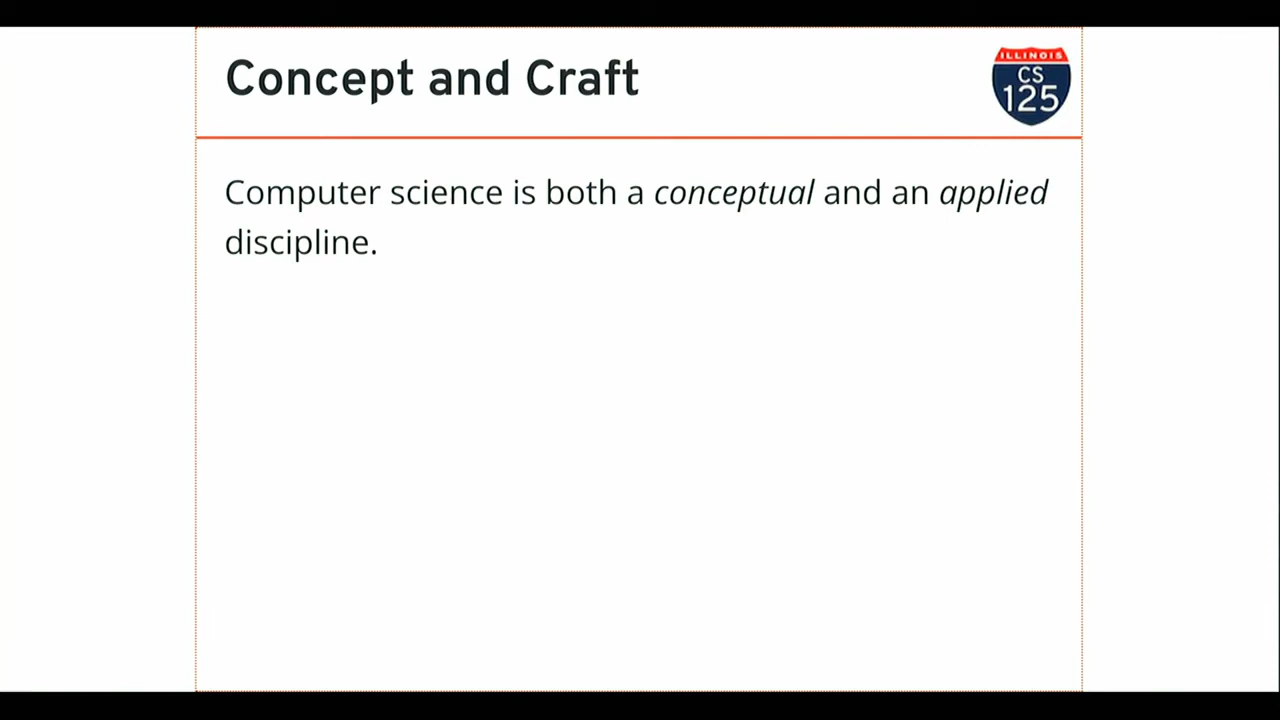 Concept and Craft
ILLINOIS
CS
125
Computer science is both a conceptual and an applied
discipline.